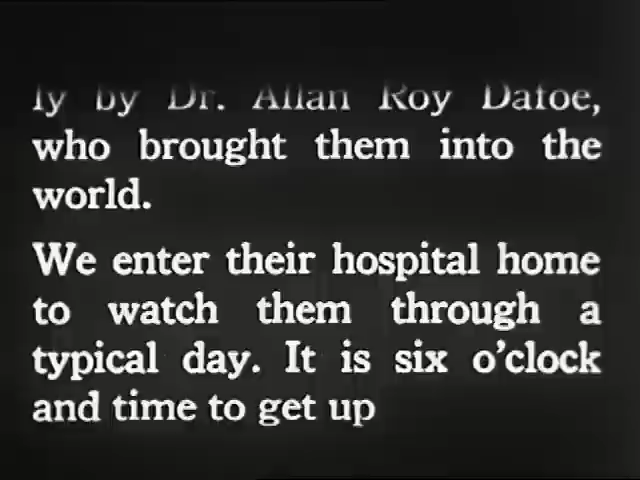 ly by Dr. Allan Roy Dafoe,
who brought them into the
world.
We enter their hospital home
to watch them through a
typical day. It is six o'clock
and time to get up